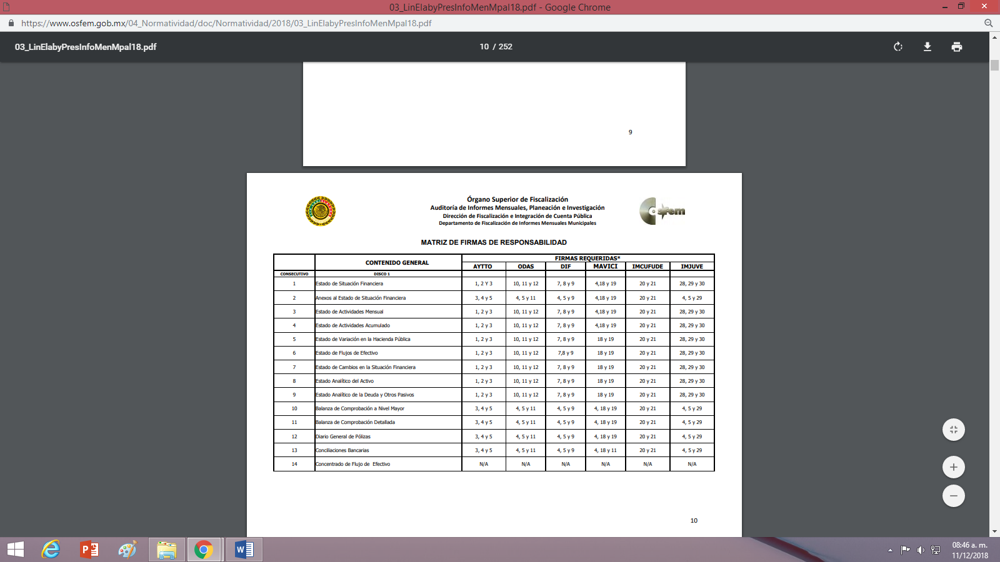 03_LinElabyPresInfoMenMpal18.pdf - Google Chrome
https://www.osfem.gob.mx/04_Normatividad/doc/Normatividad/2018/03_LinElabyPresInfoMenMpal18.pdf
03_LinElabyPresInfoMenMpal18.pdf 10 / 252
9
Órgano Superior de Fiscalización
Auditoría de Informes Mensuales, Planeación e Investigación
Dirección de Fiscalización e Integración de Cuenta Pública
Departamento de Fiscalización de Informes Mensuales Municipales
osfem
MATRIZ DE FIRMAS DE RESPONSABILIDAD
CONTENIDO GENERAL FIRMAS REQUERIDAS*
AYTTO ODAS DIF MAVICI IMCUFUDE IMJUVE
CONSECUTIVO DISCO 1
1 Estado de Situación Financiera 1, 2 Y 3 10, 11 y 12 7, 8 y 9 4,18 y 19 20 y 21 28, 29 y 30
2 Anexos al Estado de Situación Financiera 3, 4 y 5 4, 5 y 11 4, 5 y 9 4,18 y 19 20 y 21 4, 5 y 29
3 Estado de Actividades Mensual 1, 2 y 3 10, 11 y 12 7, 8 y 9 4,18 y 19 20 y 21 28, 29 y 30
4 Estado de Actividades Acumulado 1, 2 y 3 10, 11 y 12 7, 8 y 9 4,18 y 19 20 y 21 28, 29 y 30
5 Estado de Variación en la Hacienda Pública 1, 2 y 3 10, 11 y 12 7, 8 y 9 18 y 19 20 y 21 28, 29 y 30
6 Estado de Flujos de Efectivo 1, 2 y 3 10, 11 y 12 7,8 y 9 18 y 19 20 y 21 28, 29 y 30
7 Estado de Cambios en la Situación Financiera 1, 2 y 3 10, 11 y 12 7, 8 y 9 18 y 19 20 y 21 28, 29 y 30
8 Estado Analítico del Activo 1, 2 y 3 10, 11 y 12 7, 8 y 9 18 y 19 20 y 21 28, 29 y 30
9 Estado Analítico de la Deuda y Otros Pasivos 1, 2 y 3 10, 11 y 12 7, 8 y 9 18 y 19 20 y 21 28, 29 y 30
10 Balanza de Comprobación a Nivel Mayor 3, 4 y 5 4, 5 y 11 4, 5 y 9 4, 18 y 19 20 y 21 4, 5 y 29
11 Balanza de Comprobación Detallada 3, 4 y 5 4, 5 y 11 4, 5 y 9 4, 18 y 19 20 y 21 4, 5 y 29
12 Diario General de Pólizas 3, 4 y 5 4, 5 y 11 4, 5 y 9 4, 18 y 19 20 y 21 4, 5 y 29
13 Conciliaciones Bancarias 3, 4 y 5 4, 5 y 11 4, 5 y 9 4, 18 y 11 20 y 21 4, 5 y 29
14 Concentrado de Flujo de Efectivo N/A N/A N/A N/A N/A N/A
10
08:46 a. m.
11/12/2018